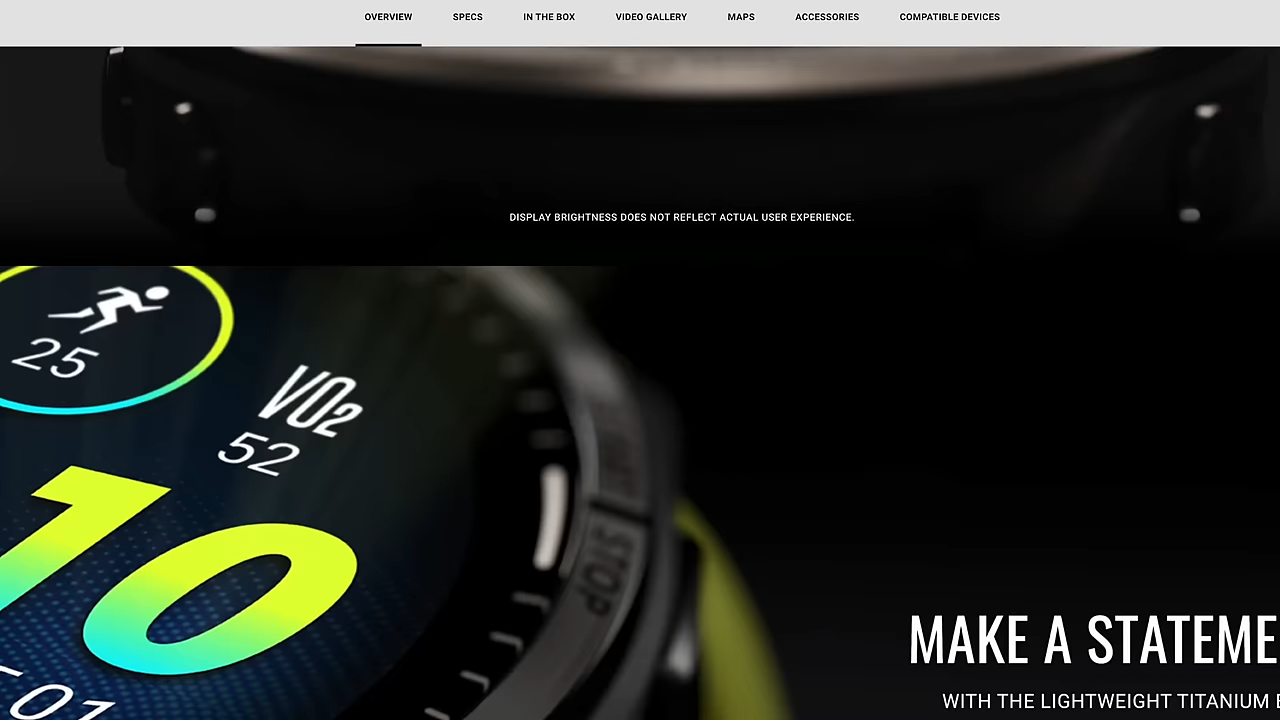 OVERVIEW SPECS IN THE BOX VIDEO GALLERY MAPS ACCESSORIES COMPATIBLE DEVICES
DISPLAY BRIGHTNESS DOES NOT REFLECT ACTUAL USER EXPERIENCE.
25
VO2
52
10
01
STOP
MAKE A STATEME
WITH THE LIGHTWEIGHT TITANIUM